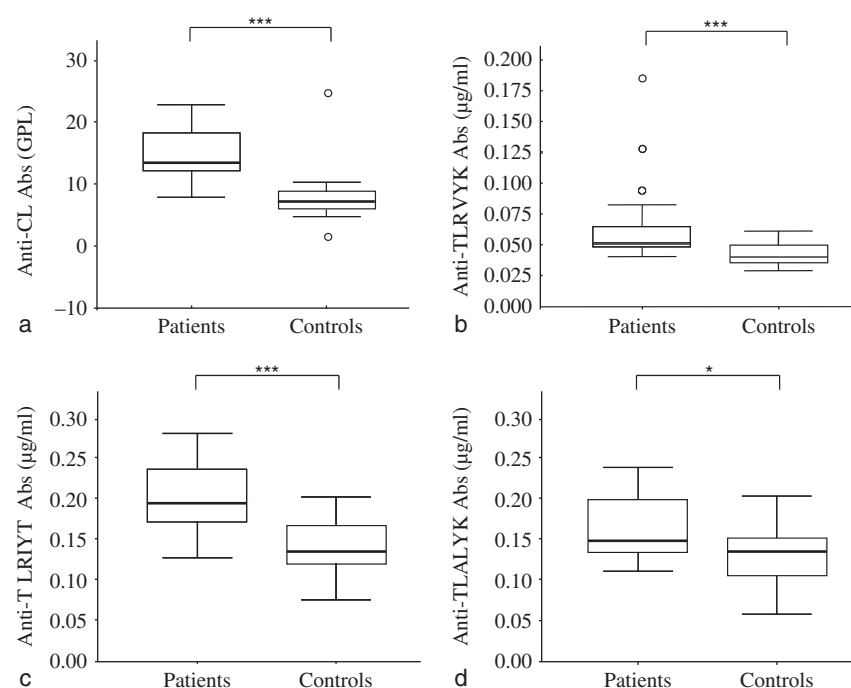 ***
30
20
10
0
–10
Anti-CL Abs (GPL)
Patients Controls
a
***
0.200
0.175
0.150
0.125
0.100
0.075
0.050
0.025
0.000
Anti-TLRVYK Abs (µg/ml)
Patients Controls
b
***
0.30
0.25
0.20
0.15
0.10
0.05
0.00
Anti-T LRIYT Abs (µg/ml)
Patients Controls
c
*
0.30
0.25
0.20
0.15
0.10
0.05
0.00
Anti-TLALYK Abs (µg/ml)
Patients Controls
d